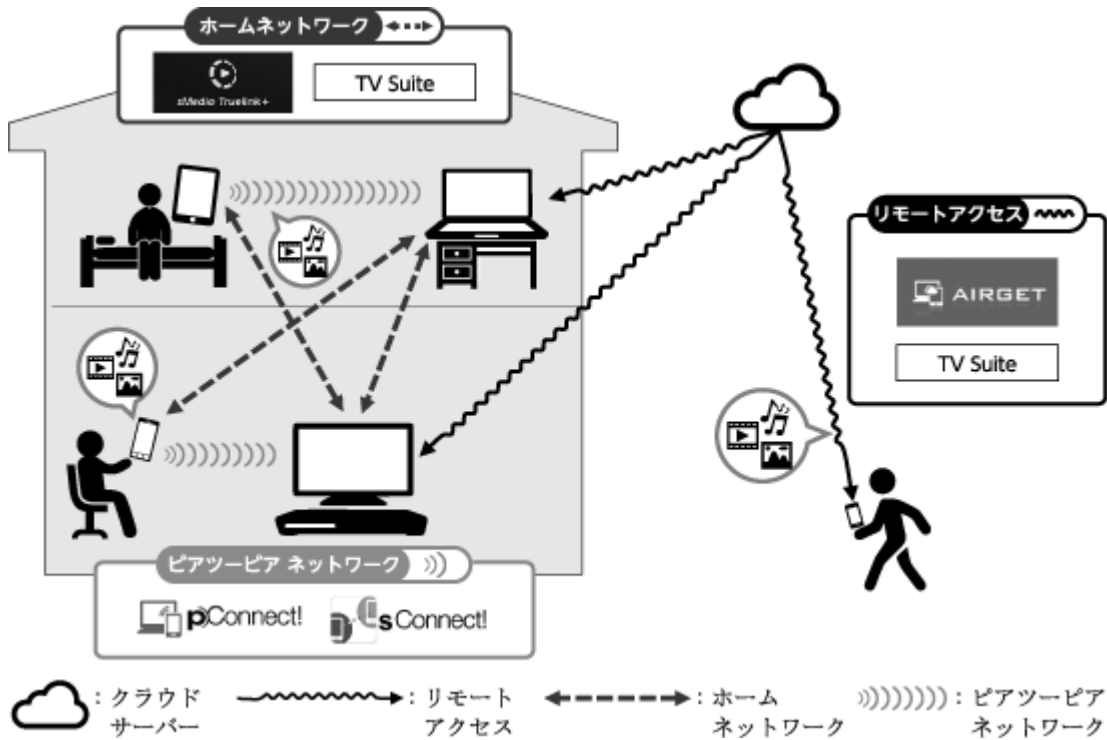 ホームネットワーク
sMedio Truelink+
TV Suite
リモートアクセス
AIRGET
TV Suite
ピアツーピア ネットワーク
pConnect!
sConnect!
：クラウド
サーバー
：リモート
アクセス
：ホーム
ネットワーク
：ピアツーピア
ネットワーク